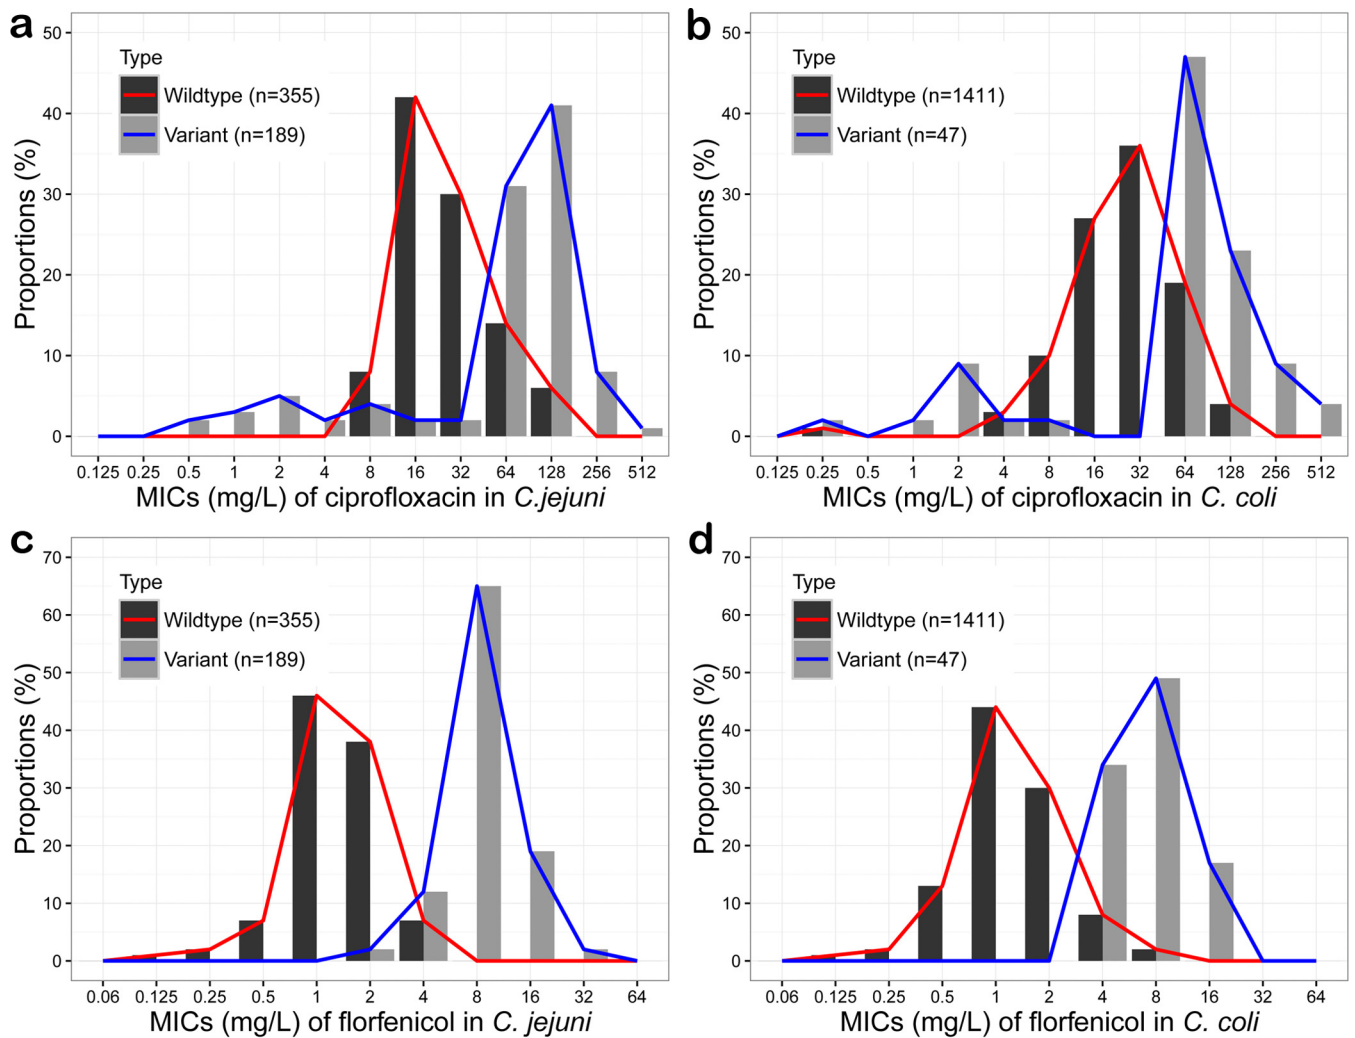 a
50
40
30
20
10
0
Proportions (%)
Type
Wildtype (n=355)
Variant (n=189)
0.125 0.25 0.5 1 2 4 8 16 32 64 128 256 512
MICs (mg/L) of ciprofloxacin in C.jejuni
b
50
40
30
20
10
0
Proportions (%)
Type
Wildtype (n=1411)
Variant (n=47)
0.125 0.25 0.5 1 2 4 8 16 32 64 128 256 512
MICs (mg/L) of ciprofloxacin in C. coli
c
70
60
50
40
30
20
10
0
Proportions (%)
Type
Wildtype (n=355)
Variant (n=189)
0.06 0.125 0.25 0.5 1 2 4 8 16 32 64
MICs (mg/L) of florfenicol in C. jejuni
d
70
60
50
40
30
20
10
0
Proportions (%)
Type
Wildtype (n=1411)
Variant (n=47)
0.06 0.125 0.25 0.5 1 2 4 8 16 32 64
MICs (mg/L) of florfenicol in C. coli